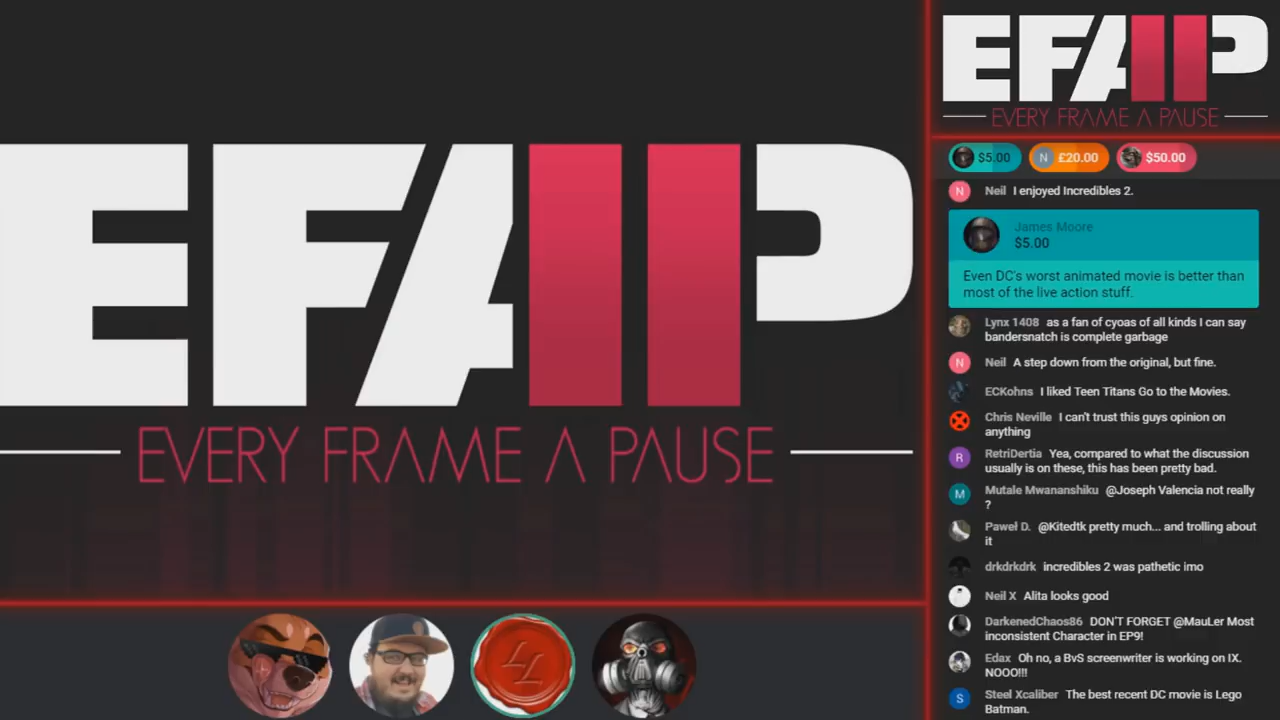 EFAP
EVERY FRAME A PAUSE
EFAP
EVERY FRAME A PAUSE
$5.00 N £20.00 $50.00
N Neil I enjoyed Incredibles 2.
James Moore
$5.00
Even DC's worst animated movie is better than
most of the live action stuff.
Lynx 1408 as a fan of cyoas of all kinds I can say
bandersnatch is complete garbage
N Neil A step down from the original, but fine.
ECKohns I liked Teen Titans Go to the Movies.
Chris Neville I can't trust this guys opinion on
anything
R RetriDertia Yea, compared to what the discussion
usually is on these, this has been pretty bad.
M Mutale Mwananshiku @Joseph Valencia not really
?
Paweł D. @Kitedtk pretty much... and trolling about
it
drkdrkdrk incredibles 2 was pathetic imo
Neil X Alita looks good
DarkenedChaos86 DON'T FORGET @MauLer Most
inconsistent Character in EP9!
Edax Oh no, a BvS screenwriter is working on IX.
NOOO!!!
S Steel Xcaliber The best recent DC movie is Lego
Batman.
LL